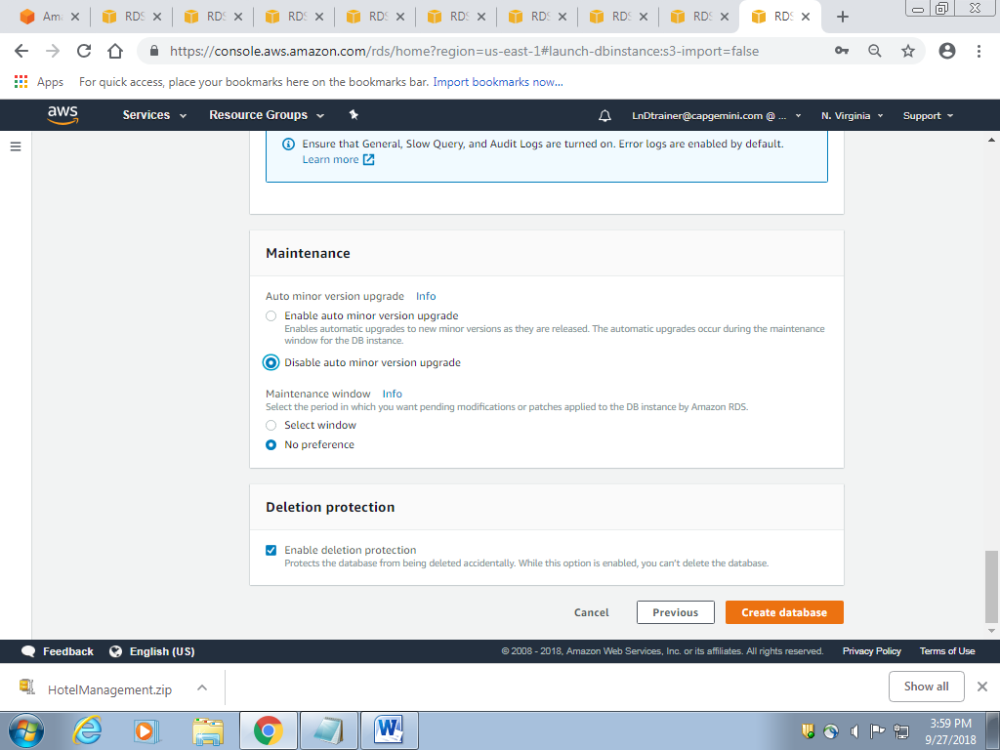 Ama RDS RDS RDS RDS RDS RDS RDS RDS RDS
https://console.aws.amazon.com/rds/home?region=us-east-1#launch-dbinstance:s3-import=false
Apps For quick access, place your bookmarks here on the bookmarks bar. Import bookmarks now...
aws Services Resource Groups LnDtrainer@capgemini.com @ ... N. Virginia Support
Ensure that General, Slow Query, and Audit Logs are turned on. Error logs are enabled by default.
Learn more
Maintenance
Auto minor version upgrade Info
Enable auto minor version upgrade
Enables automatic upgrades to new minor versions as they are released. The automatic upgrades occur during the maintenance
window for the DB instance.
Disable auto minor version upgrade
Maintenance window Info
Select the period in which you want pending modifications or patches applied to the DB instance by Amazon RDS.
Select window
No preference
Deletion protection
Enable deletion protection
Protects the database from being deleted accidentally. While this option is enabled, you can't delete the database.
Cancel Previous Create database
Feedback English (US) © 2008 - 2018, Amazon Web Services, Inc. or its affiliates. All rights reserved. Privacy Policy Terms of Use
HotelManagement.zip Show all
3:59 PM
9/27/2018